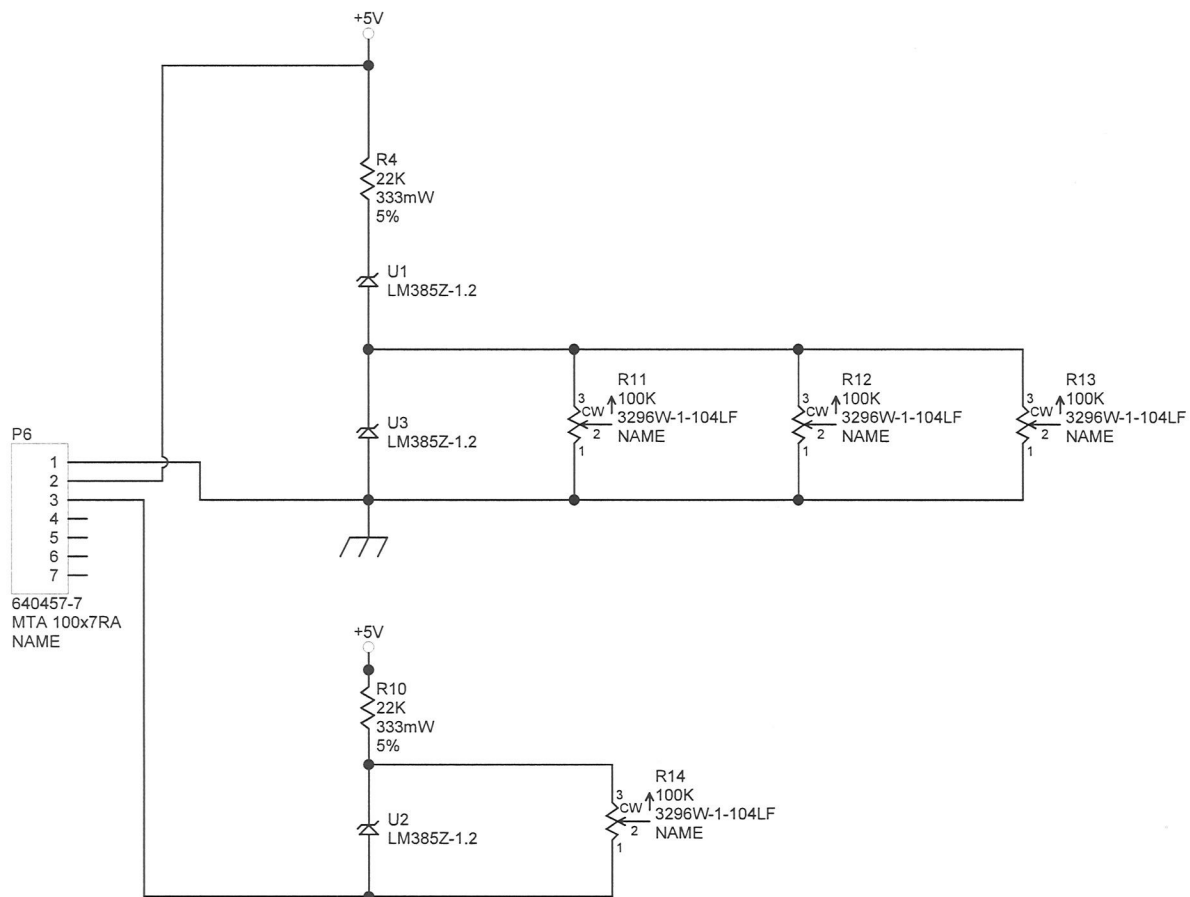 +5V
R4
22K
333mW
5%
U1
LM385Z-1.2
R11
100K
3296W-1-104LF
NAME
3
CW
2
1
R12
100K
3296W-1-104LF
NAME
3
CW
2
1
R13
100K
3296W-1-104LF
NAME
3
CW
2
1
U3
LM385Z-1.2
P6
1
2
3
4
5
6
7
640457-7
MTA 100x7RA
NAME
+5V
R10
22K
333mW
5%
R14
100K
3296W-1-104LF
NAME
3
CW
2
1
U2
LM385Z-1.2